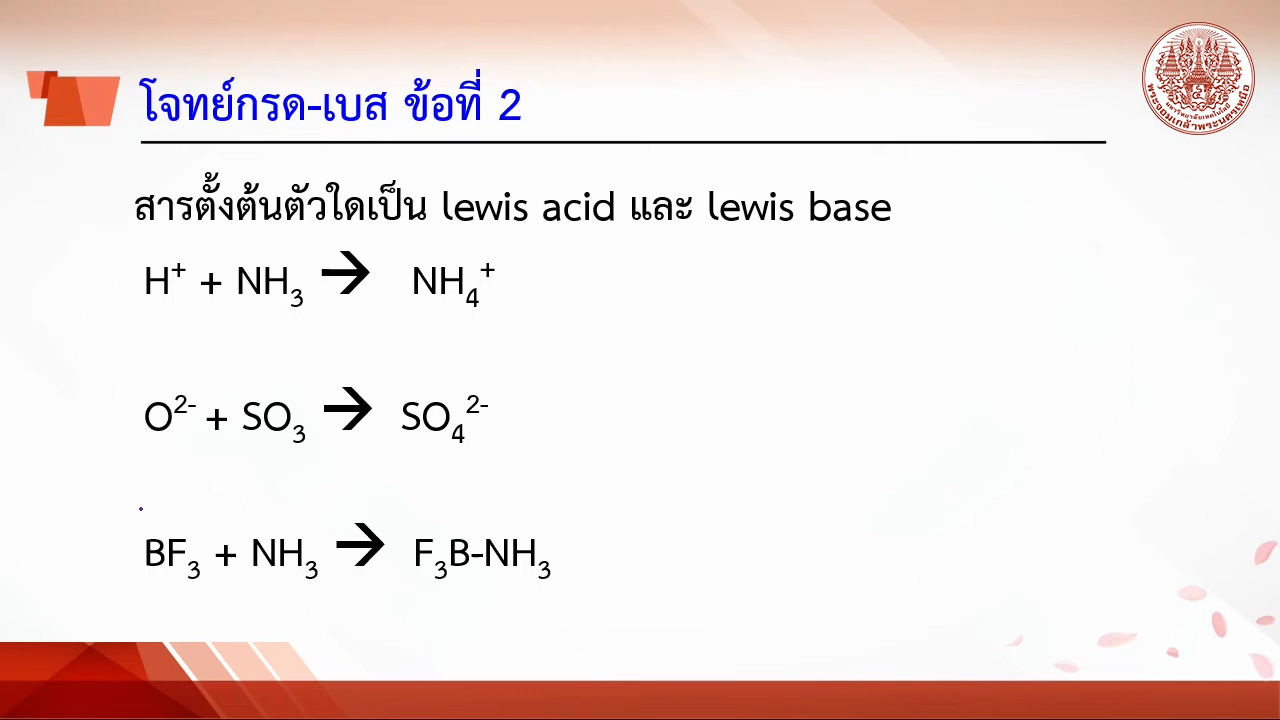 โจทย์กรด-เบส ข้อที่ 2
สารตั้งต้นตัวใดเป็น lewis acid และ lewis base
H⁺ + NH₃ → NH₄⁺
O²⁻ + SO₃ → SO₄²⁻
BF₃ + NH₃ → F₃B-NH₃